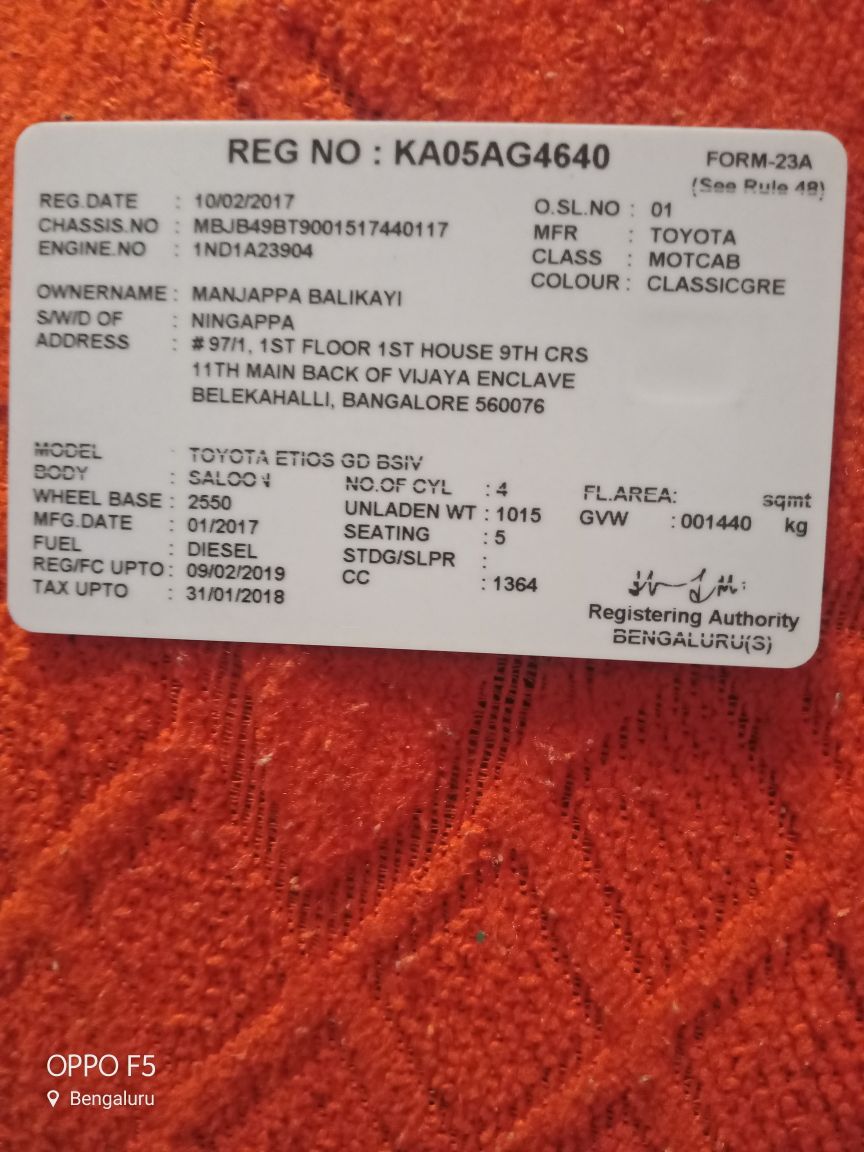 REG NO : KA05AG4640
FORM-23A
(See Rule 48)
REG.DATE : 10/02/2017
O.SL.NO : 01
CHASSIS.NO : MBJB49BT9001517440117
MFR : TOYOTA
ENGINE.NO : 1ND1A23904
CLASS : MOTCAB
COLOUR : CLASSICGRE
OWNERNAME : MANJAPPA BALIKAYI
S/W/D OF : NINGAPPA
ADDRESS : # 97/1, 1ST FLOOR 1ST HOUSE 9TH CRS
11TH MAIN BACK OF VIJAYA ENCLAVE
BELEKAHALLI, BANGALORE 560076
MODEL : TOYOTA ETIOS GD BSIV
BODY : SALOON NO.OF CYL : 4 FL.AREA: sqmt
WHEEL BASE : 2550 UNLADEN WT : 1015 GVW : 001440 kg
MFG.DATE : 01/2017 SEATING : 5
FUEL : DIESEL STDG/SLPR :
REG/FC UPTO : 09/02/2019 CC : 1364
TAX UPTO : 31/01/2018
Registering Authority
BENGALURU(S)
OPPO F5
Bengaluru